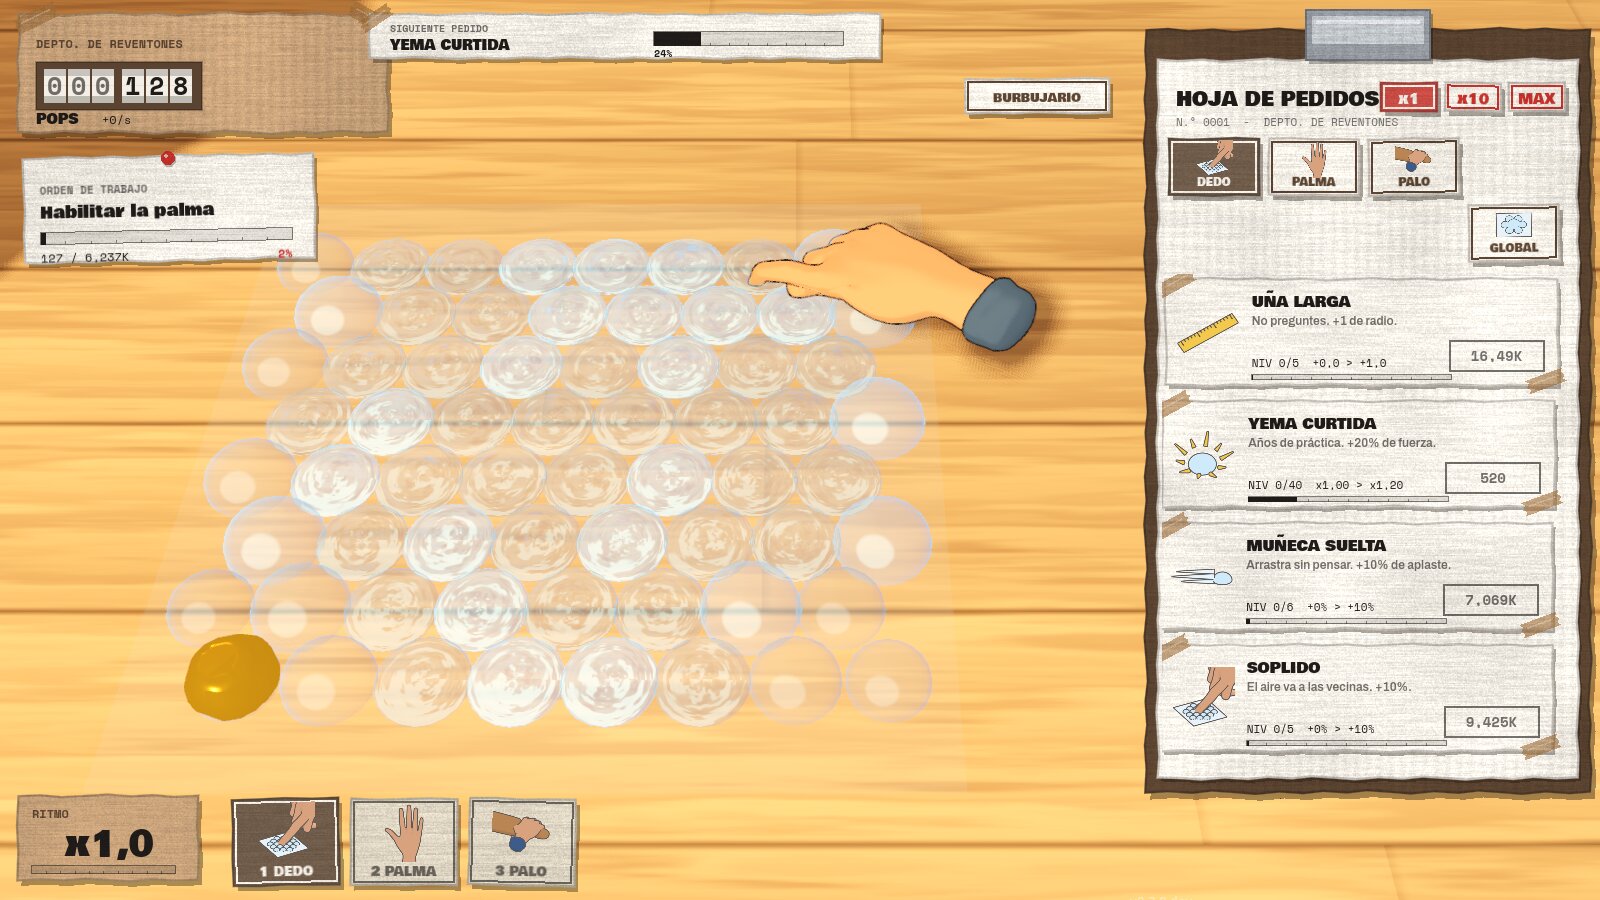 DEPTO. DE REVENTONES
000128
POPS +0/s
SIGUIENTE PEDIDO
YEMA CURTIDA
24%
BURBUJARIO
ORDEN DE TRABAJO
Habilitar la palma
2%
127 / 6,237K
HOJA DE PEDIDOS
x1
x10
MAX
N.° 0001 - DEPTO. DE REVENTONES
DEDO
PALMA
PALO
GLOBAL
UÑA LARGA
No preguntes. +1 de radio.
NIV 0/5 +0,0 > +1,0
16,49K
YEMA CURTIDA
Años de práctica. +20% de fuerza.
NIV 0/40 x1,00 > x1,20
520
MUÑECA SUELTA
Arrastra sin pensar. +10% de aplaste.
NIV 0/6 +0% > +10%
7,069K
SOPLIDO
El aire va a las vecinas. +10%.
NIV 0/5 +0% > +10%
9,425K
RITMO
x1,0
1 DEDO
2 PALMA
3 PALO